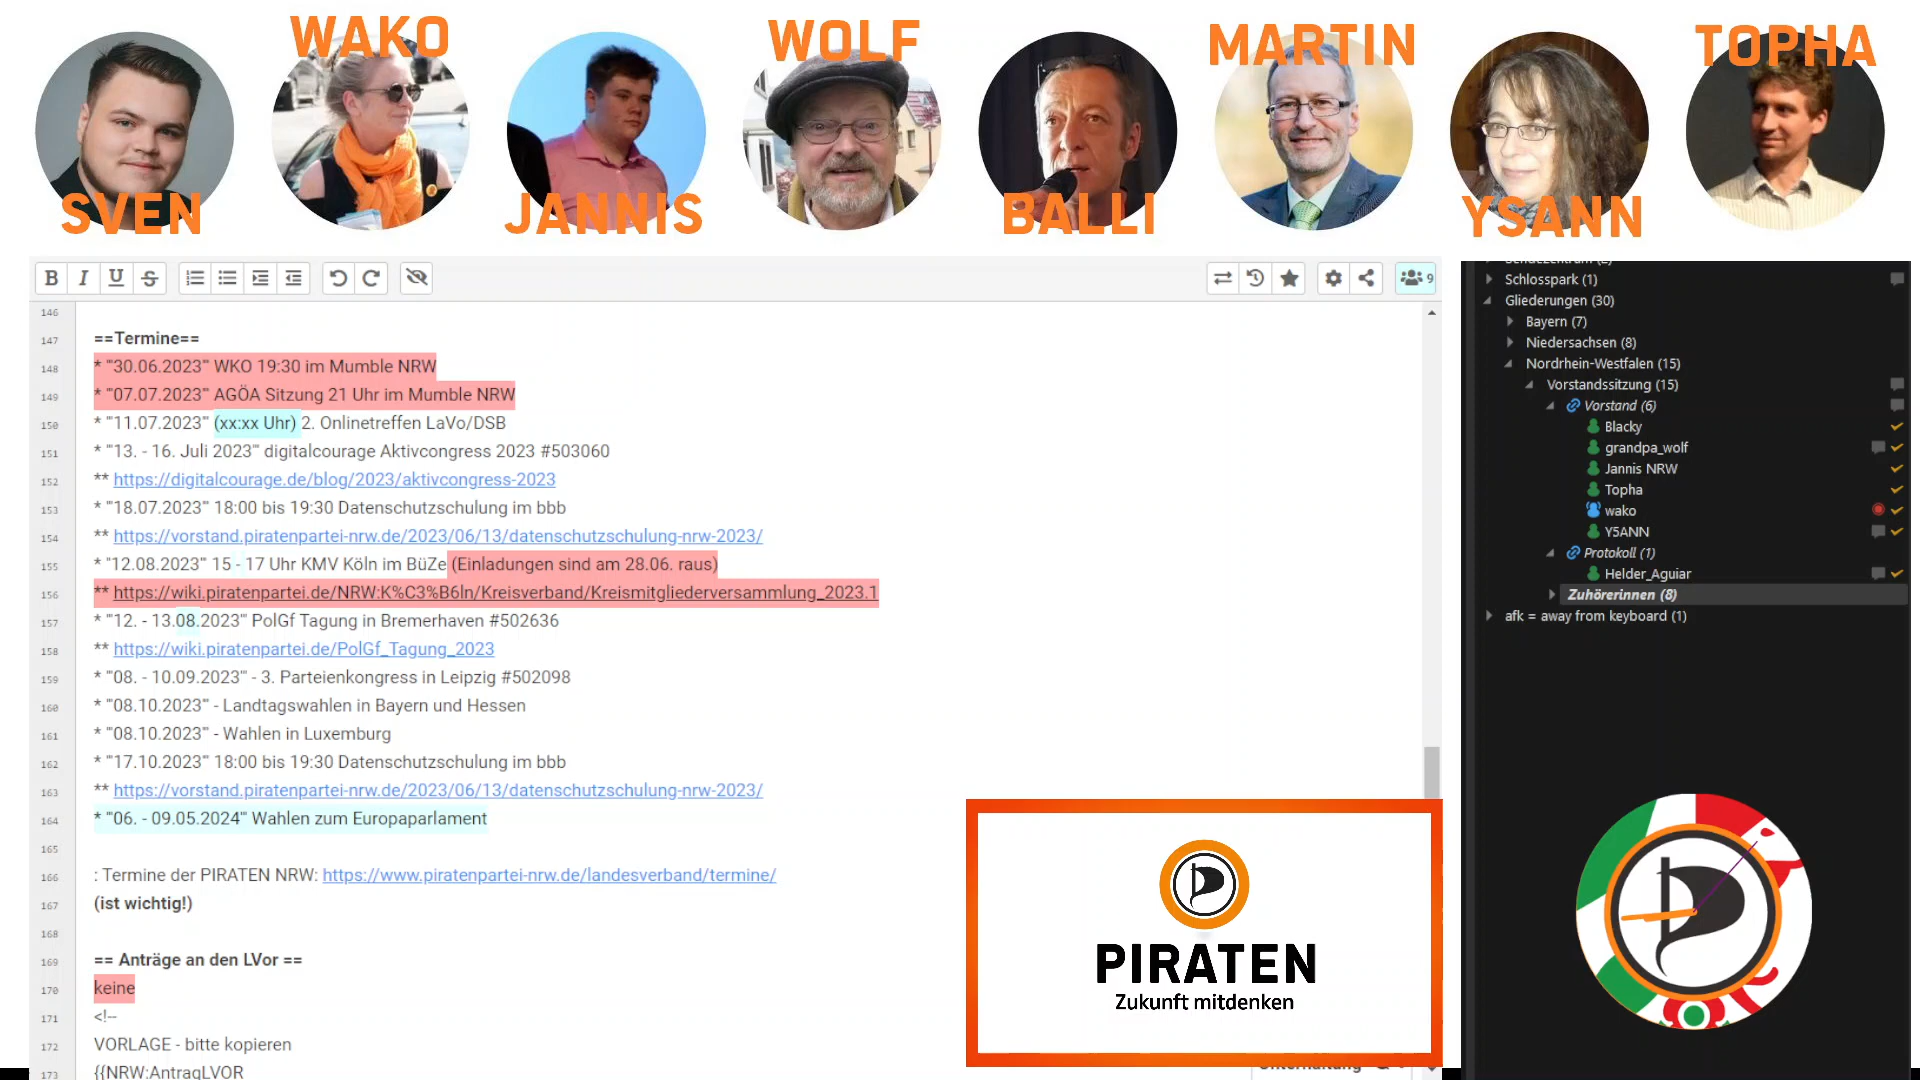 WAKO
WOLF
MARTIN
TOPHA
SVEN
JANNIS
BALLI
YSANN
B I U S
9
146
147 ==Termine==
148 * '''30.06.2023''' WKO 19:30 im Mumble NRW
149 * '''07.07.2023''' AGÖA Sitzung 21 Uhr im Mumble NRW
150 * '''11.07.2023''' (xx:xx Uhr) 2. Onlinetreffen LaVo/DSB
151 * '''13. - 16. Juli 2023''' digitalcourage Aktivcongress 2023 #503060
152 ** https://digitalcourage.de/blog/2023/aktivcongress-2023
153 * '''18.07.2023''' 18:00 bis 19:30 Datenschutzschulung im bbb
154 ** https://vorstand.piratenpartei-nrw.de/2023/06/13/datenschutzschulung-nrw-2023/
155 * '''12.08.2023''' 15 - 17 Uhr KMV Köln im BüZe (Einladungen sind am 28.06. raus)
156 ** https://wiki.piratenpartei.de/NRW:K%C3%B6ln/Kreisverband/Kreismitgliederversammlung_2023.1
157 * '''12. - 13.08.2023''' PolGf Tagung in Bremerhaven #502636
158 ** https://wiki.piratenpartei.de/PolGf_Tagung_2023
159 * '''08. - 10.09.2023''' - 3. Parteienkongress in Leipzig #502098
160 * '''08.10.2023''' - Landtagswahlen in Bayern und Hessen
161 * '''08.10.2023''' - Wahlen in Luxemburg
162 * '''17.10.2023''' 18:00 bis 19:30 Datenschutzschulung im bbb
163 ** https://vorstand.piratenpartei-nrw.de/2023/06/13/datenschutzschulung-nrw-2023/
164 * '''06. - 09.05.2024''' Wahlen zum Europaparlament
165
166 : Termine der PIRATEN NRW: https://www.piratenpartei-nrw.de/landesverband/termine/
167 (ist wichtig!)
168
169 == Anträge an den LVor ==
170 keine
171 <!--
172 VORLAGE - bitte kopieren
173 {{NRW:AntragLVOR
Schlosspark (1)
Gliederungen (30)
Bayern (7)
Niedersachsen (8)
Nordrhein-Westfalen (15)
Vorstandssitzung (15)
Vorstand (6)
Blacky
grandpa_wolf
Jannis NRW
Topha
wako
Y5ANN
Protokoll (1)
Helder_Aguiar
Zuhörerinnen (8)
afk = away from keyboard (1)
PIRATEN
Zukunft mitdenken